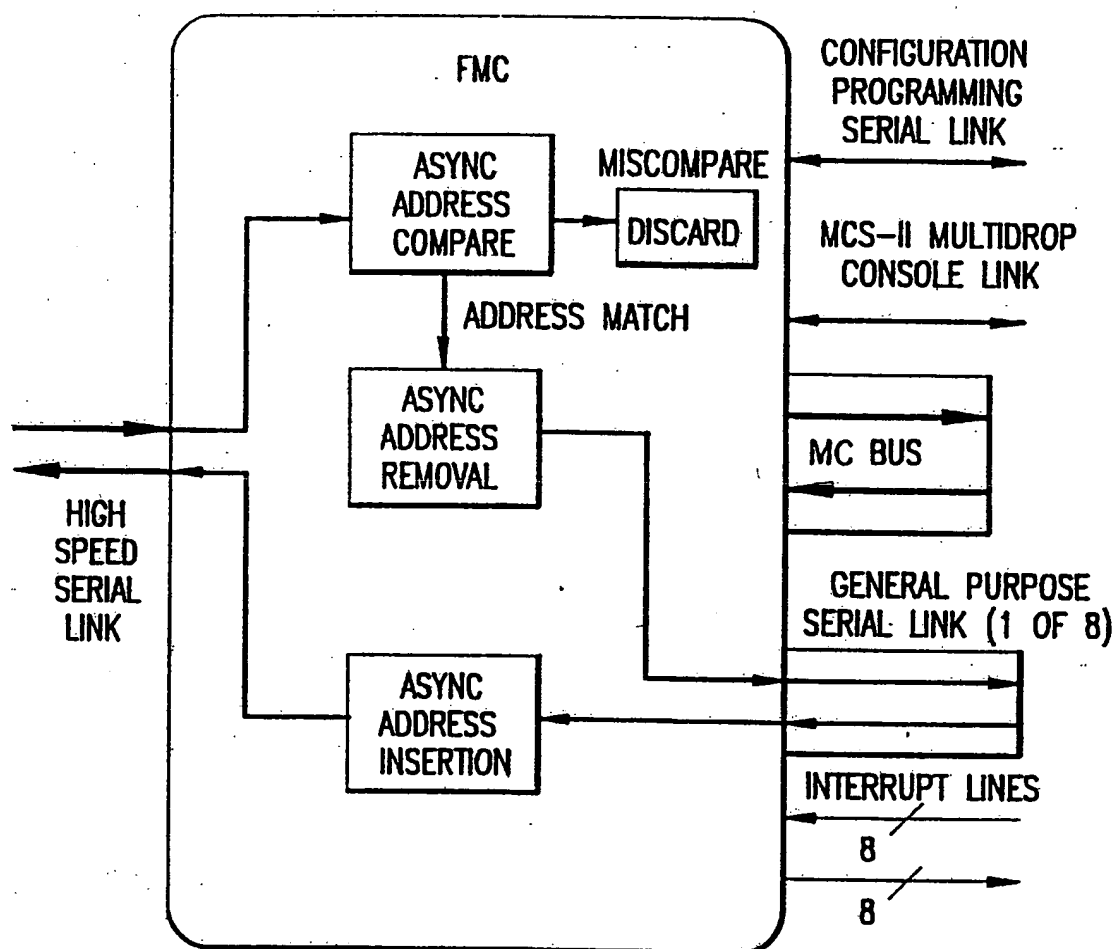 FMC
ASYNC
ADDRESS
COMPARE
MISCOMPARE
DISCARD
ADDRESS MATCH
ASYNC
ADDRESS
REMOVAL
ASYNC
ADDRESS
INSERTION
HIGH
SPEED
SERIAL
LINK
CONFIGURATION
PROGRAMMING
SERIAL LINK
MCS-II MULTIDROP
CONSOLE LINK
MC BUS
GENERAL PURPOSE
SERIAL LINK (1 OF 8)
INTERRUPT LINES
8
8